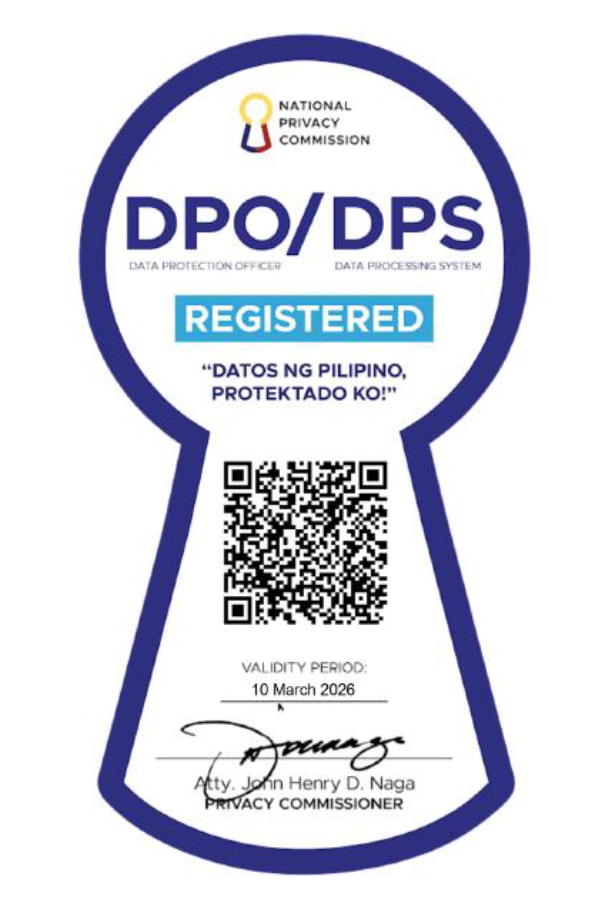 NATIONAL
PRIVACY
COMMISSION
DPO/DPS
DATA PROTECTION OFFICER DATA PROCESSING SYSTEM
REGISTERED
“DATOS NG PILIPINO,
PROTEKTADO KO!”
VALIDITY PERIOD:
10 March 2026
Atty. John Henry D. Naga
PRIVACY COMMISSIONER